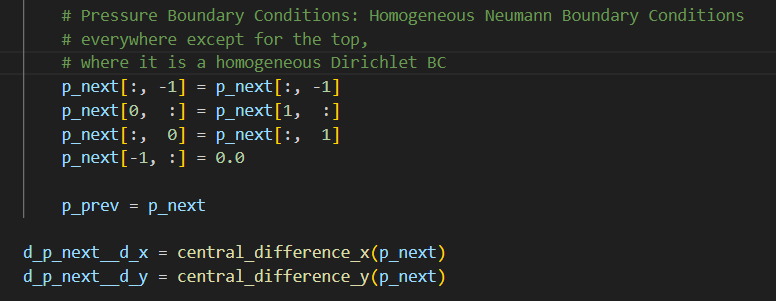 # Pressure Boundary Conditions: Homogeneous Neumann Boundary Conditions
# everywhere except for the top,
# where it is a homogeneous Dirichlet BC
p_next[:, -1] = p_next[:, -1]
p_next[0,  :] = p_next[1,  :]
p_next[:,  0] = p_next[:,  1]
p_next[-1, :] = 0.0
p_prev = p_next
d_p_next__d_x = central_difference_x(p_next)
d_p_next__d_y = central_difference_y(p_next)